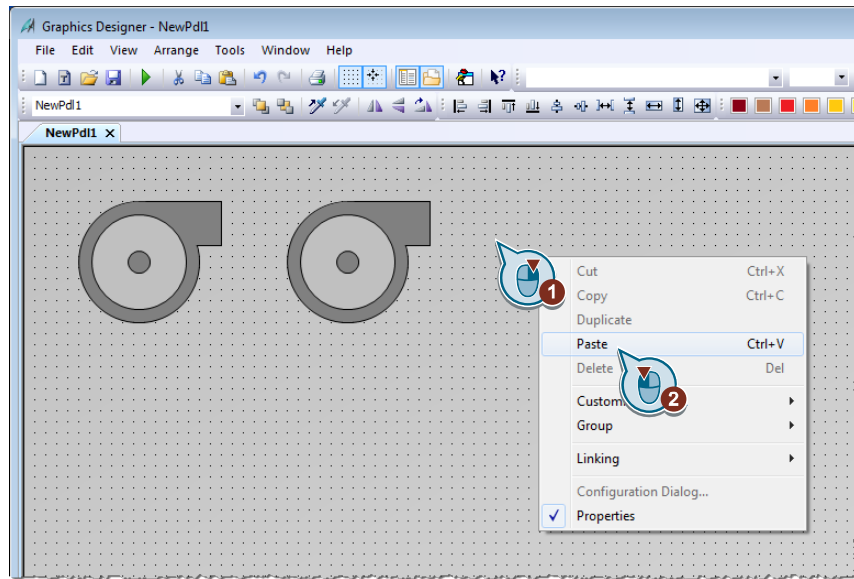 Graphics Designer - NewPdl1
File Edit View Arrange Tools Window Help
NewPdl1
NewPdl1 X
1
Cut Ctrl+X
Copy Ctrl+C
Duplicate
Paste Ctrl+V
Delete Del
2
Group
Linking
Configuration Dialog...
Properties